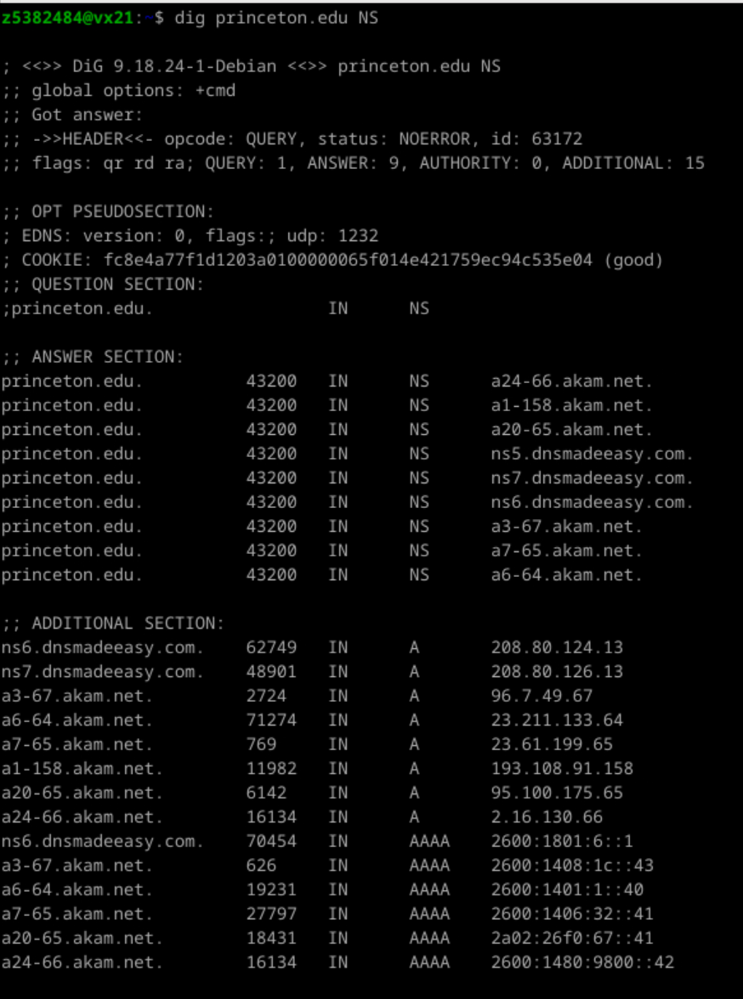 z5382484@vx21:~$ dig princeton.edu NS
; <<>> DiG 9.18.24-1-Debian <<>> princeton.edu NS
;; global options: +cmd
;; Got answer:
;; ->>HEADER<<- opcode: QUERY, status: NOERROR, id: 63172
;; flags: qr rd ra; QUERY: 1, ANSWER: 9, AUTHORITY: 0, ADDITIONAL: 15
;; OPT PSEUDOSECTION:
; EDNS: version: 0, flags:; udp: 1232
; COOKIE: fc8e4a77f1d1203a0100000065f014e421759ec94c535e04 (good)
;; QUESTION SECTION:
;princeton.edu. IN NS
;; ANSWER SECTION:
princeton.edu. 43200 IN NS a24-66.akam.net.
princeton.edu. 43200 IN NS a1-158.akam.net.
princeton.edu. 43200 IN NS a20-65.akam.net.
princeton.edu. 43200 IN NS ns5.dnsmadeeasy.com.
princeton.edu. 43200 IN NS ns7.dnsmadeeasy.com.
princeton.edu. 43200 IN NS ns6.dnsmadeeasy.com.
princeton.edu. 43200 IN NS a3-67.akam.net.
princeton.edu. 43200 IN NS a7-65.akam.net.
princeton.edu. 43200 IN NS a6-64.akam.net.
;; ADDITIONAL SECTION:
ns6.dnsmadeeasy.com. 62749 IN A 208.80.124.13
ns7.dnsmadeeasy.com. 48901 IN A 208.80.126.13
a3-67.akam.net. 2724 IN A 96.7.49.67
a6-64.akam.net. 71274 IN A 23.211.133.64
a7-65.akam.net. 769 IN A 23.61.199.65
a1-158.akam.net. 11982 IN A 193.108.91.158
a20-65.akam.net. 6142 IN A 95.100.175.65
a24-66.akam.net. 16134 IN A 2.16.130.66
ns6.dnsmadeeasy.com. 70454 IN AAAA 2600:1801:6::1
a3-67.akam.net. 626 IN AAAA 2600:1408:1c::43
a6-64.akam.net. 19231 IN AAAA 2600:1401:1::40
a7-65.akam.net. 27797 IN AAAA 2600:1406:32::41
a20-65.akam.net. 18431 IN AAAA 2a02:26f0:67::41
a24-66.akam.net. 16134 IN AAAA 2600:1480:9800::42